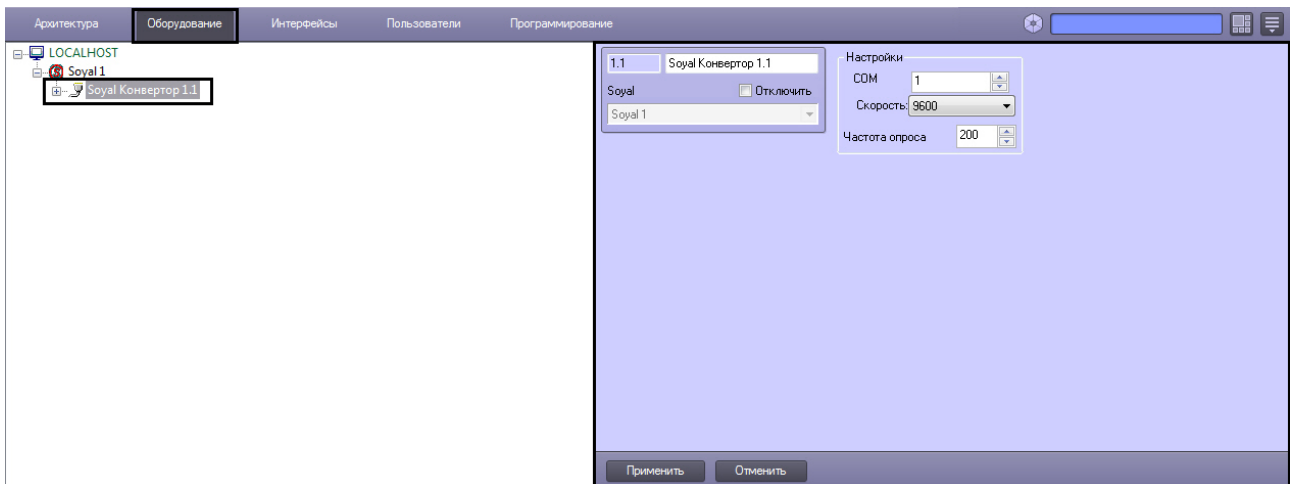 Архитектура Оборудование Интерфейсы Пользователи Программирование
LOCALHOST
Soyal 1
Soyal Конвертор 1.1
1.1 Soyal Конвертор 1.1
Soyal Отключить
Soyal 1
Настройки
COM 1
Скорость: 9600
Частота опроса 200
Применить Отменить